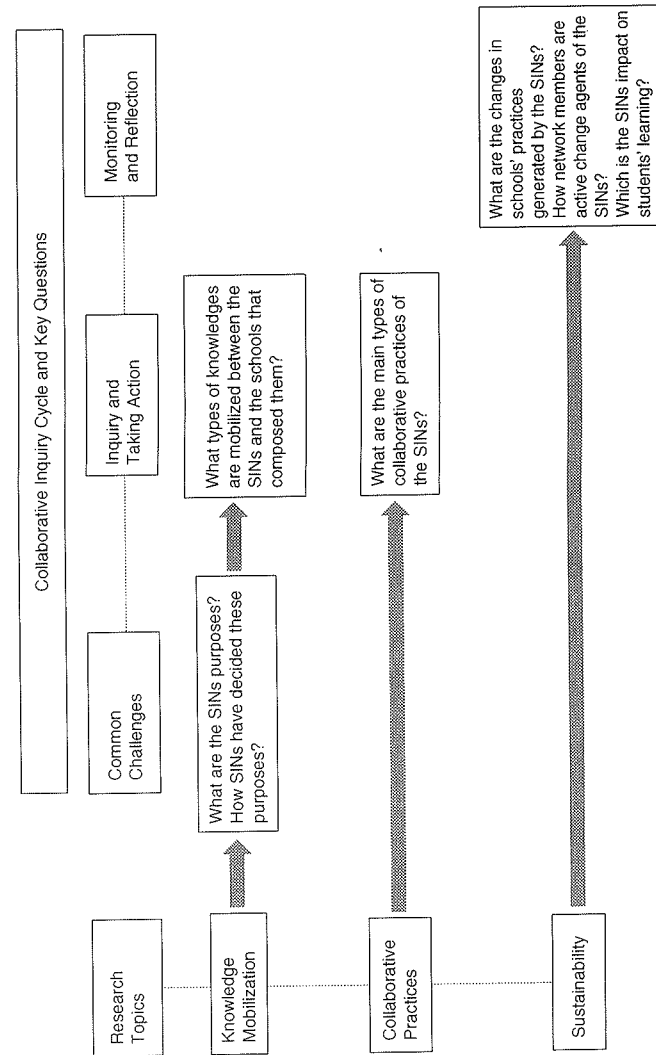 Collaborative Inquiry Cycle and Key Questions
Research
Topics
Common
Challenges
Inquiry and
Taking Action
Monitoring
and Reflection
Knowledge
Mobilization
What are the SINs purposes?
How SINs have decided these
purposes?
What types of knowledges
are mobilized between the
SINs and the schools that
composed them?
Collaborative
Practices
What are the main types of
collaborative practices of
the SINs?
Sustainability
What are the changes in
schools' practices
generated by the SINs?
How network members are
active change agents of the
SINs?
Which is the SINs impact on
students' learning?